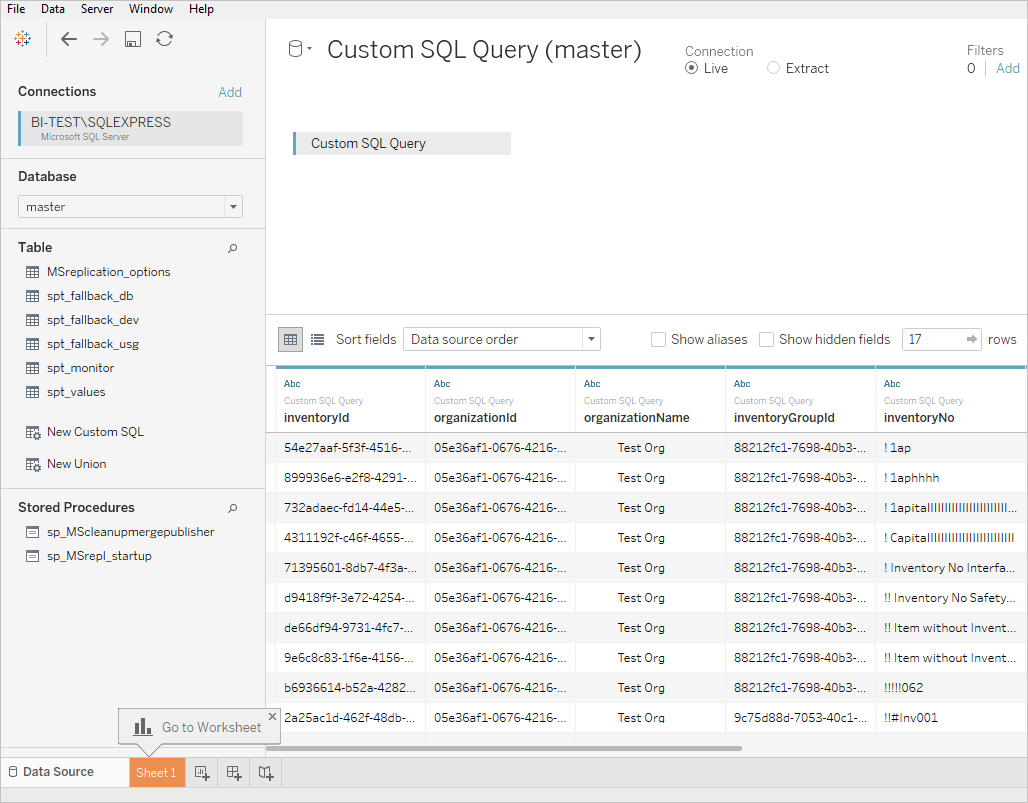 File Data Server Window Help
Custom SQL Query (master)
Connection
Live Extract
Filters
0 Add
Connections Add
BI-TEST\SQLEXPRESS
Microsoft SQL Server
Database
master
Table
MSreplication_options
spt_fallback_db
spt_fallback_dev
spt_fallback_usg
spt_monitor
spt_values
New Custom SQL
New Union
Stored Procedures
sp_MScleanupmergepublisher
sp_MSrepl_startup
Custom SQL Query
Sort fields Data source order Show aliases Show hidden fields 17 rows
Abc Abc Abc Abc Abc
Custom SQL Query Custom SQL Query Custom SQL Query Custom SQL Query Custom SQL Query
inventoryId organizationId organizationName inventoryGroupId inventoryNo
54e27aaf-5f3f-4516-... 05e36af1-0676-4216-... Test Org 88212fc1-7698-40b3-... ! 1ap
899936e6-e2f8-4291-... 05e36af1-0676-4216-... Test Org 88212fc1-7698-40b3-... ! 1aphhhh
732adaec-fd14-44e5-... 05e36af1-0676-4216-... Test Org 88212fc1-7698-40b3-...
4311192f-c46f-4655-... 05e36af1-0676-4216-... Test Org 88212fc1-7698-40b3-...
71395601-8db7-4f3a-... 05e36af1-0676-4216-... Test Org 88212fc1-7698-40b3-... ! Inventory No Interfa...
d9418f9f-3e72-4254-... 05e36af1-0676-4216-... Test Org 88212fc1-7698-40b3-... !! Inventory No Safety...
de66df94-9731-4fc7-... 05e36af1-0676-4216-... Test Org 88212fc1-7698-40b3-... !! Item without Invent...
9e6c8c83-1f6e-4156-... 05e36af1-0676-4216-... Test Org 88212fc1-7698-40b3-... !! Item without Invent...
b6936614-b52a-4282... 05e36af1-0676-4216-... Test Org 88212fc1-7698-40b3-... !!!!!062
2a25ac1d-462f-48db-... 05e36af1-0676-4216-... Test Org 9c75d88d-7053-40c1-... !!#Inv001
Go to Worksheet
Data Source Sheet 1